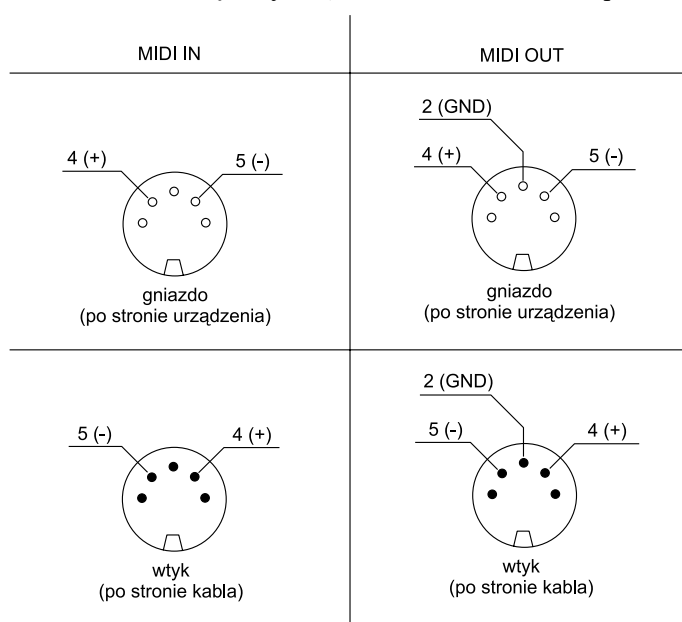 MIDI IN
MIDI OUT
4 (+)
5 (-)
gniazdo
(po stronie urządzenia)
2 (GND)
4 (+)
5 (-)
gniazdo
(po stronie urządzenia)
5 (-)
4 (+)
wtyk
(po stronie kabla)
2 (GND)
5 (-)
4 (+)
wtyk
(po stronie kabla)